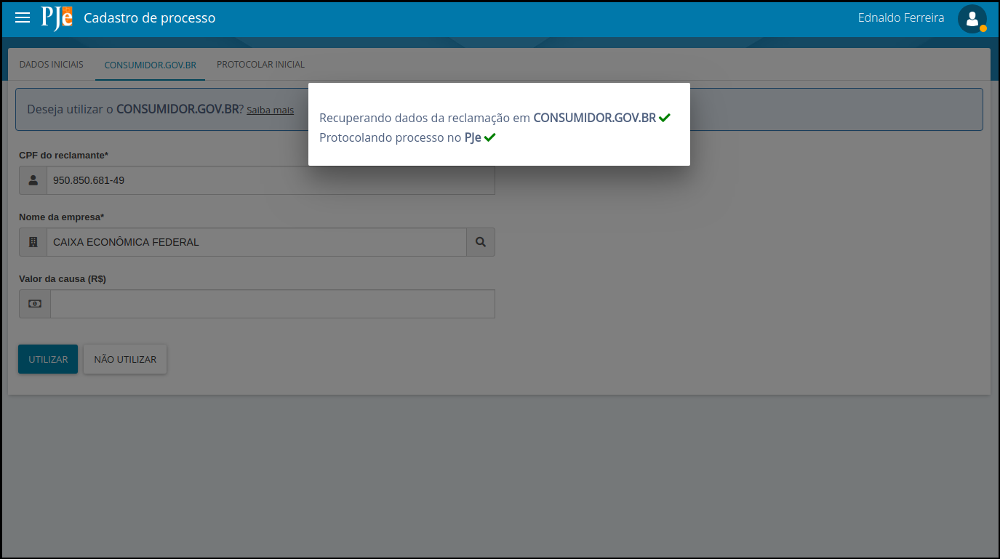 PJe Cadastro de processo Ednaldo Ferreira
DADOS INICIAIS CONSUMIDOR.GOV.BR PROTOCOLAR INICIAL
Deseja utilizar o CONSUMIDOR.GOV.BR? Saiba mais
Recuperando dados da reclamação em CONSUMIDOR.GOV.BR
Protocolando processo no PJe
CPF do reclamante*
950.850.681-49
Nome da empresa*
CAIXA ECONÔMICA FEDERAL
Valor da causa (R$)
UTILIZAR NÃO UTILIZAR